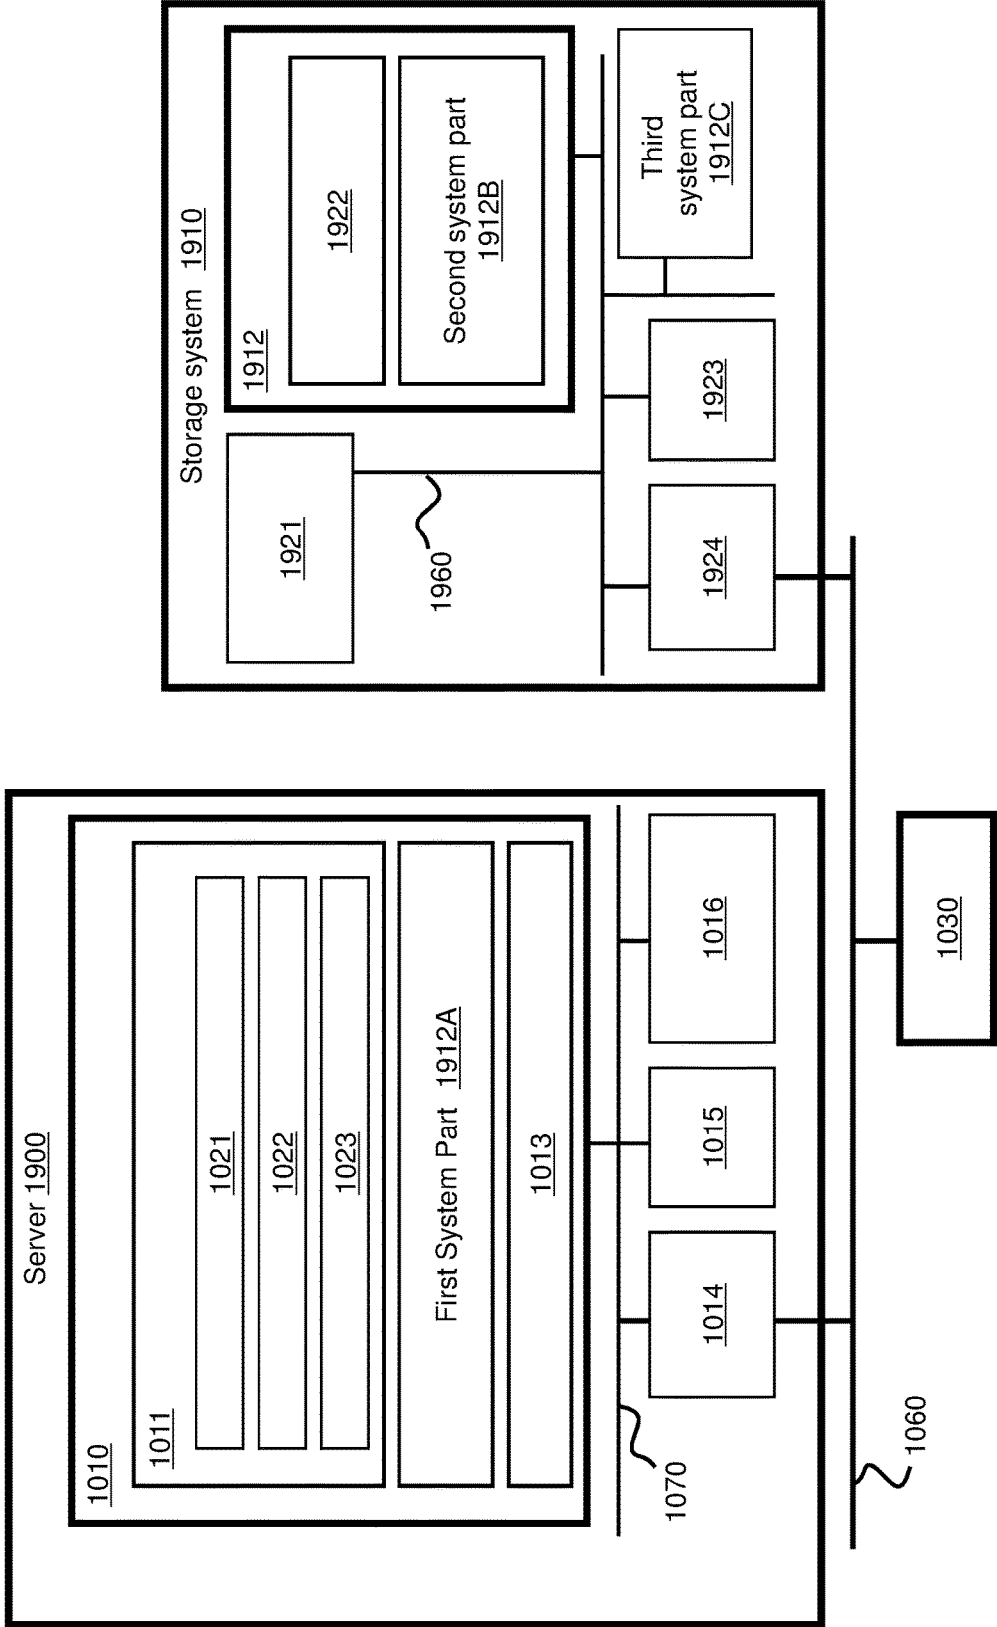 Server 1900
1010
1011
1021
1022
1023
First System Part 1912A
1013
1014
1015
1016
1070
1060
1030
Storage system 1910
1921
1912
1922
Second system part
1912B
1960
1924
1923
Third
system part
1912C